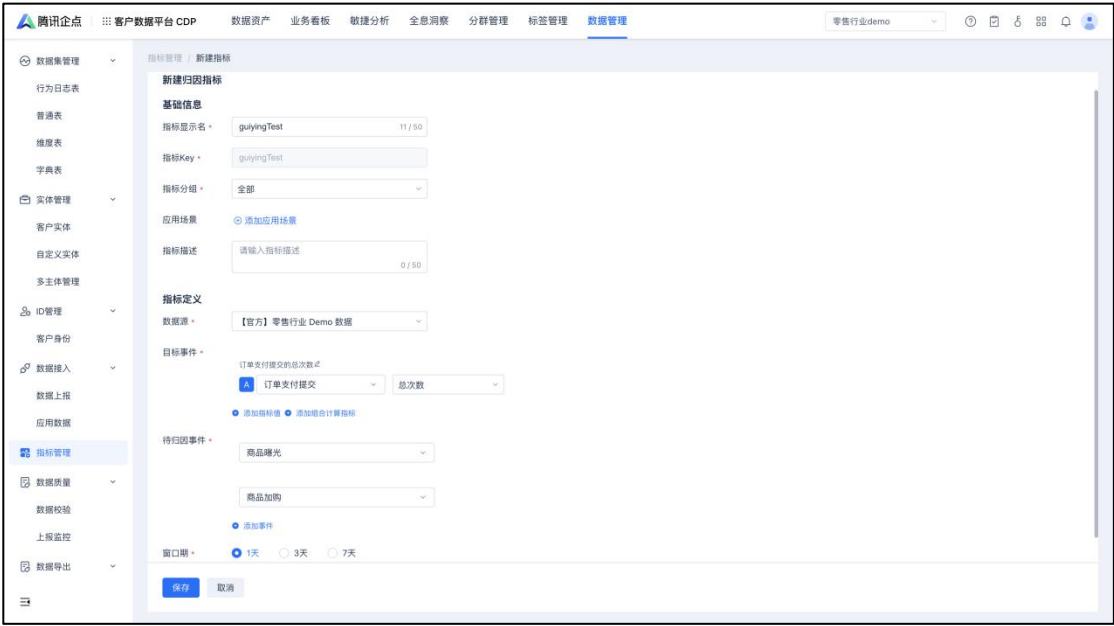 腾讯企点 客户数据平台 CDP 数据资产 业务看板 敏捷分析 全息洞察 分群管理 标签管理 数据管理 零售行业demo
数据集管理
行为日志表
普通表
维度表
字典表
实体管理
客户实体
自定义实体
多主体管理
ID管理
客户身份
数据接入
数据上报
应用数据
指标管理
数据质量
数据校验
上报监控
数据导出
指标管理 / 新建指标
新建归因指标
基础信息
指标显示名 * guiyingTest 11 / 50
指标Key * guiyingTest
指标分组 * 全部
应用场景 添加应用场景
指标描述 请输入指标描述
0 / 50
指标定义
数据源 * 【官方】零售行业 Demo 数据
目标事件 *
订单支付提交的总次数
A 订单支付提交 总次数
添加指标值 添加组合计算指标
待归因事件 *
商品曝光
商品加购
添加事件
窗口期 * 1天 3天 7天
保存 取消